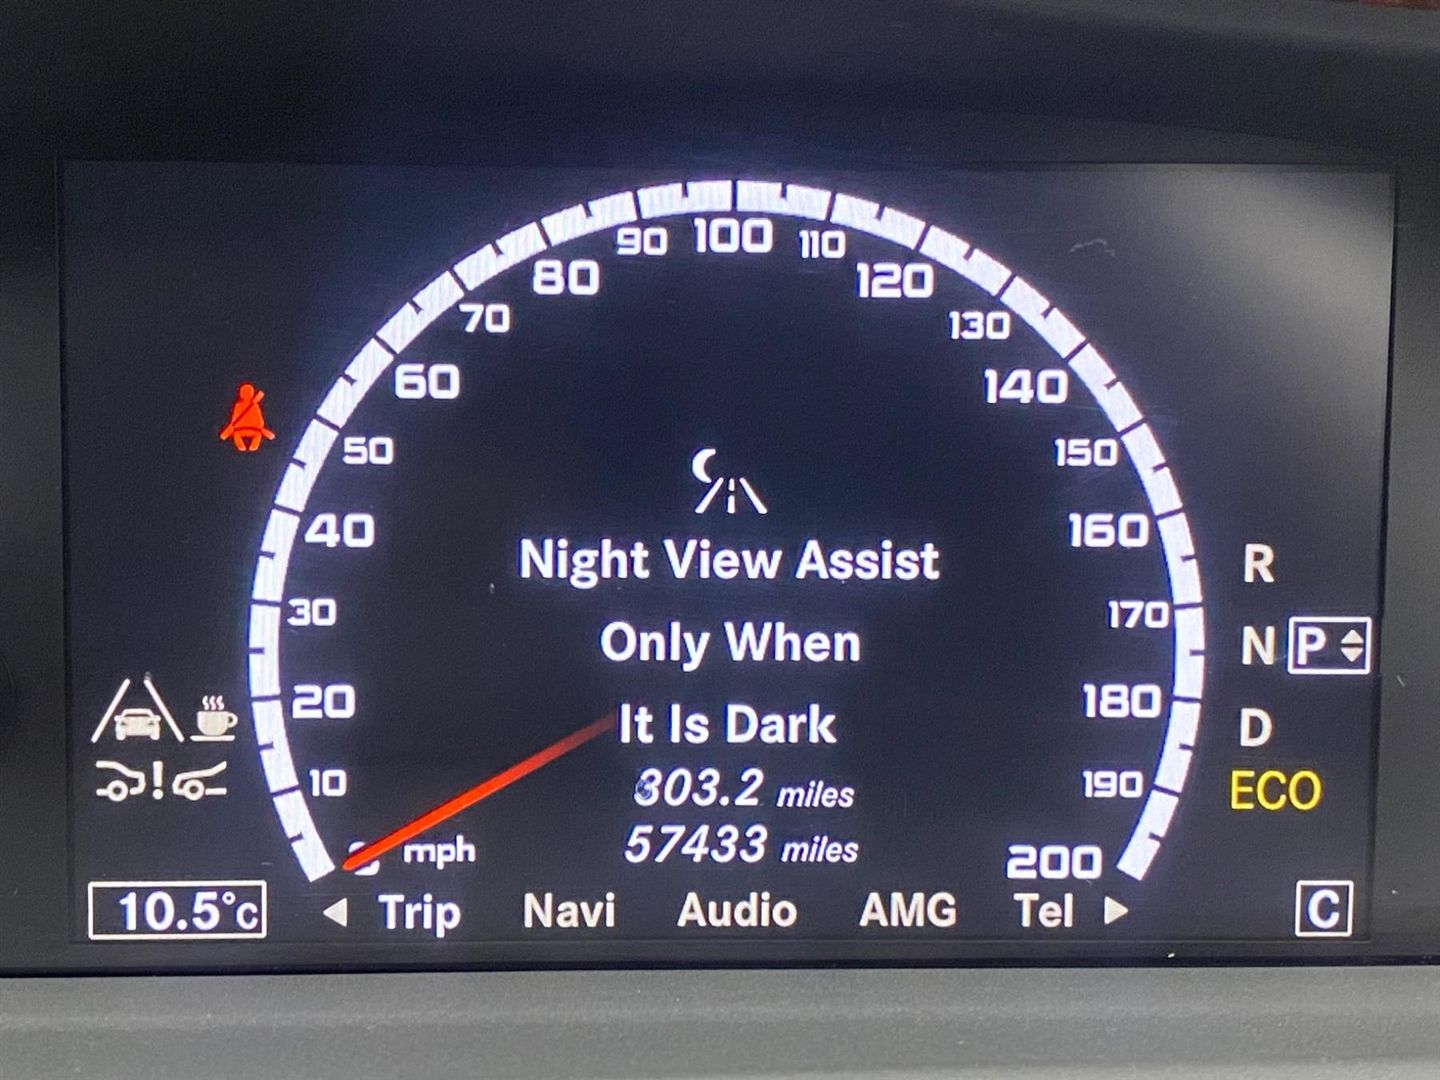 90 100 110
80 120
70 130
60 140
50 150
40 160
Night View Assist
R
Only When
30 170
N P
20 180
It Is Dark
D
803.2 miles
10 190
ECO
57433 miles
0 mph 200
10.5°C
Trip Navi Audio AMG Tel
C